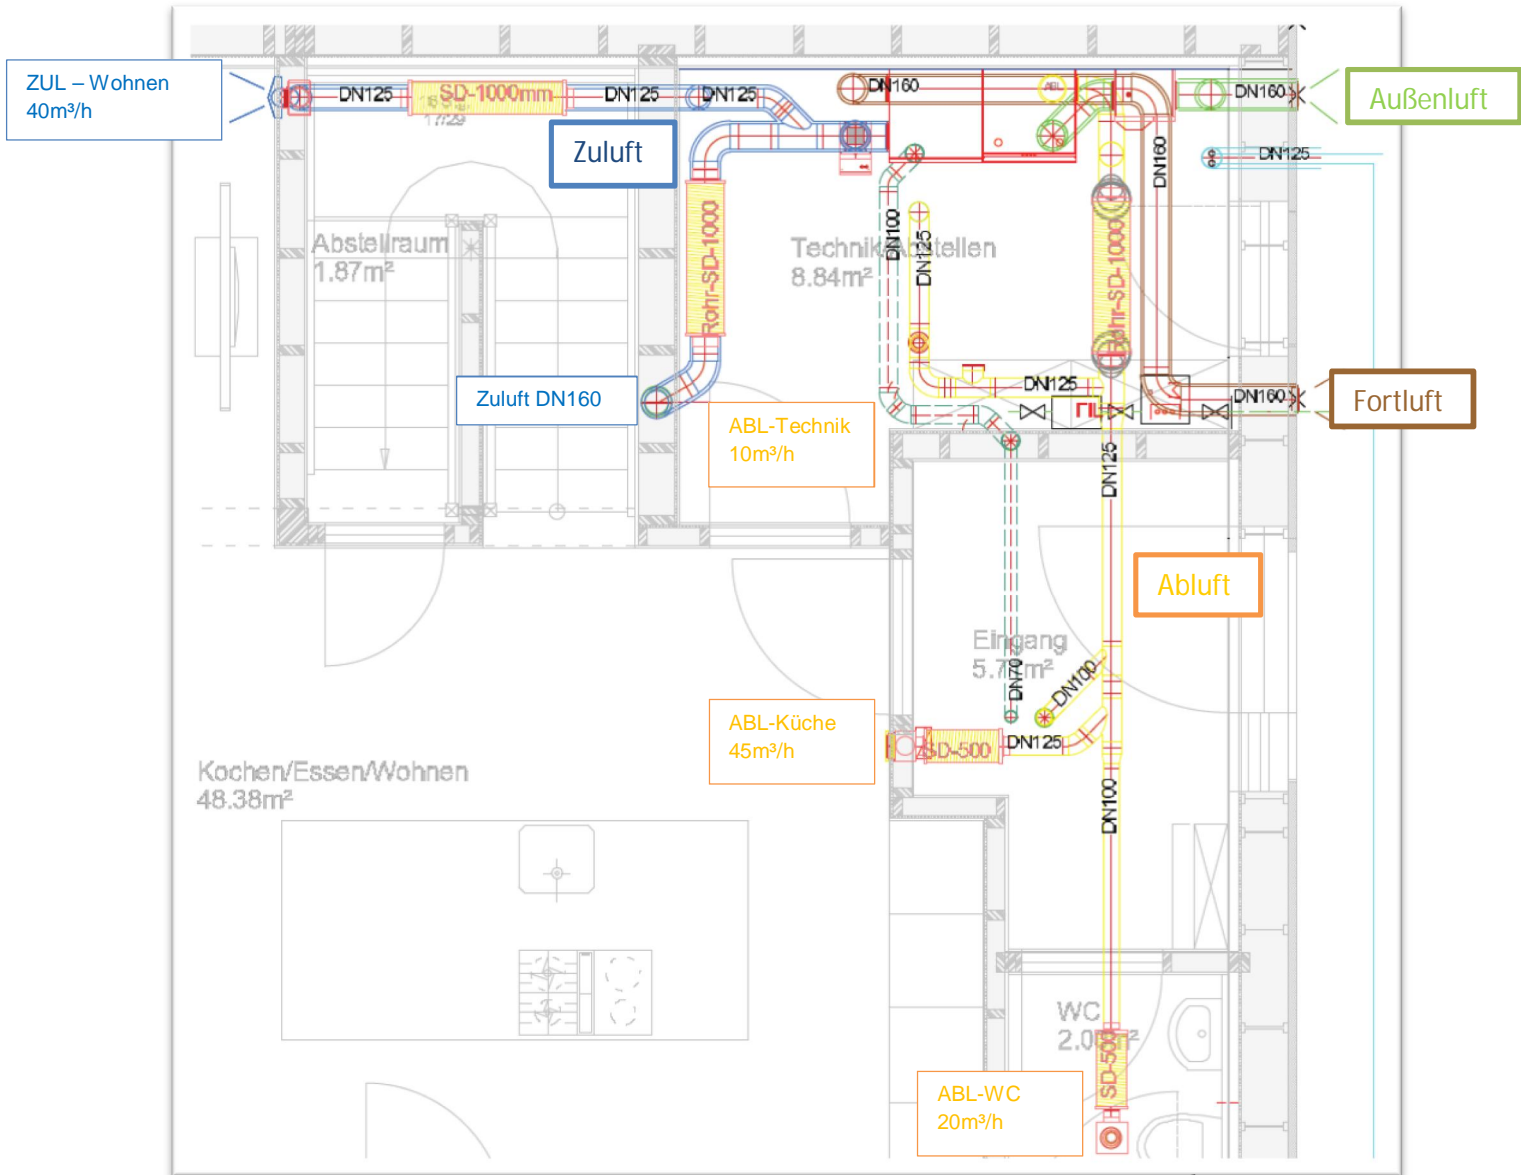 ZUL – Wohnen
40m³/h
DN125
SD-1000mm
DN125
DN125
DN160
ABL
DN160
Außenluft
Zuluft
DN125
DN160
Abstellraum
1.87m²
Rohr-SD-1000
DN100
DN125
Technik/Abstellen
8.84m²
Rohr-SD-1000
Zuluft DN160
DN125
DN160
Fortluft
ABL-Technik
10m³/h
DN125
Abluft
Eingang
DN70
DN100
ABL-Küche
45m³/h
SD-500
DN125
Kochen/Essen/Wohnen
48.38m²
DN100
WC
SD-500
ABL-WC
20m³/h